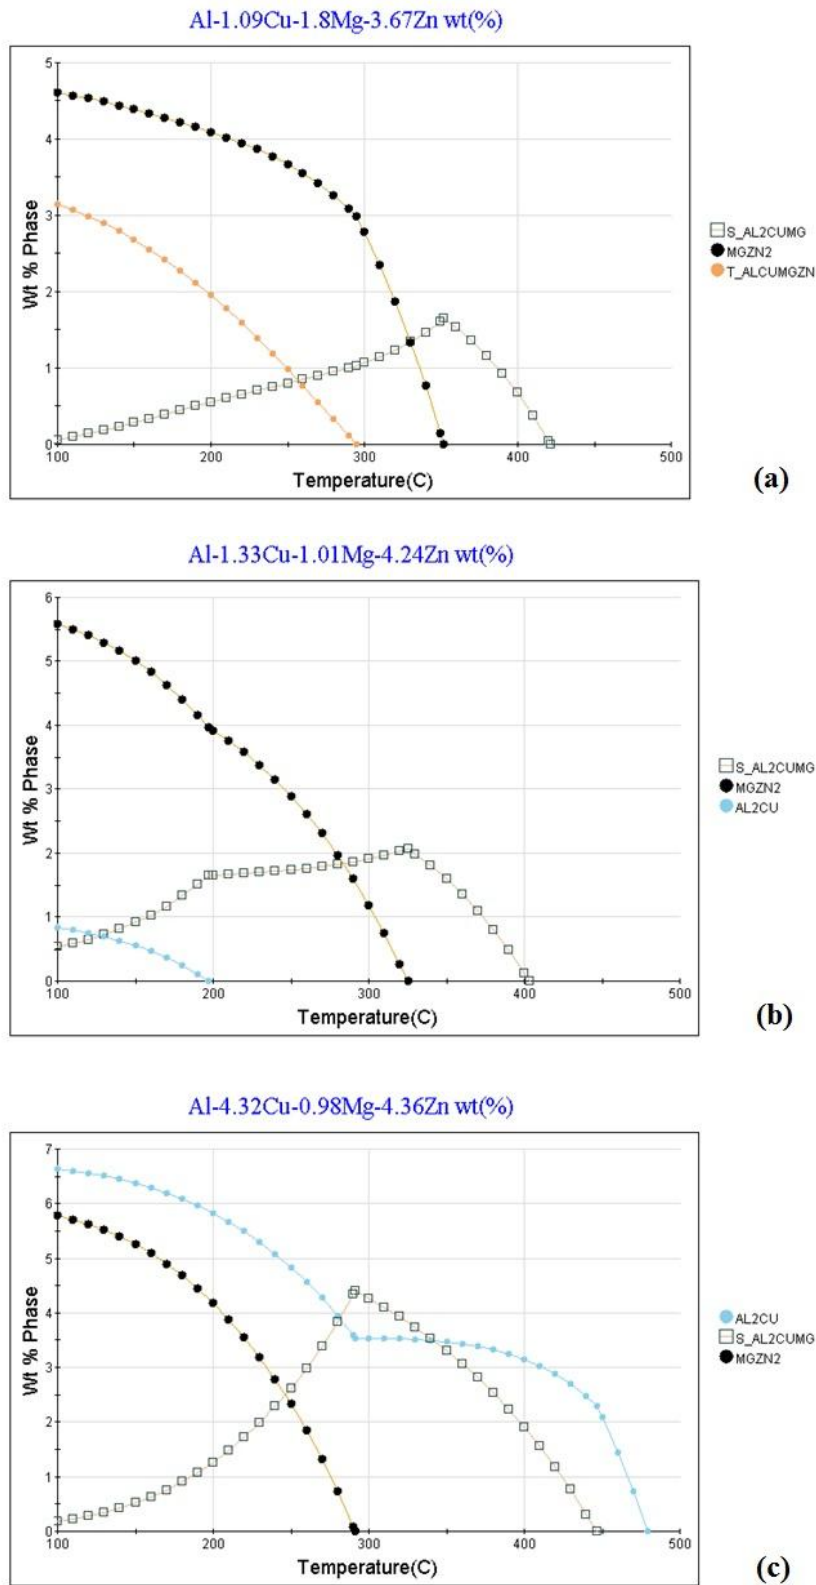 Al-1.09Cu-1.8Mg-3.67Zn wt(%)
5
4
3
2
1
0
Wt % Phase
100
200
300
400
500
Temperature(C)
S_AL2CUMG
MGZN2
T_ALCUMGZN
(a)
Al-1.33Cu-1.01Mg-4.24Zn wt(%)
6
5
4
3
2
1
0
Wt % Phase
100
200
300
400
500
Temperature(C)
S_AL2CUMG
MGZN2
AL2CU
(b)
Al-4.32Cu-0.98Mg-4.36Zn wt(%)
7
6
5
4
3
2
1
0
Wt % Phase
100
200
300
400
500
Temperature(C)
AL2CU
S_AL2CUMG
MGZN2
(c)